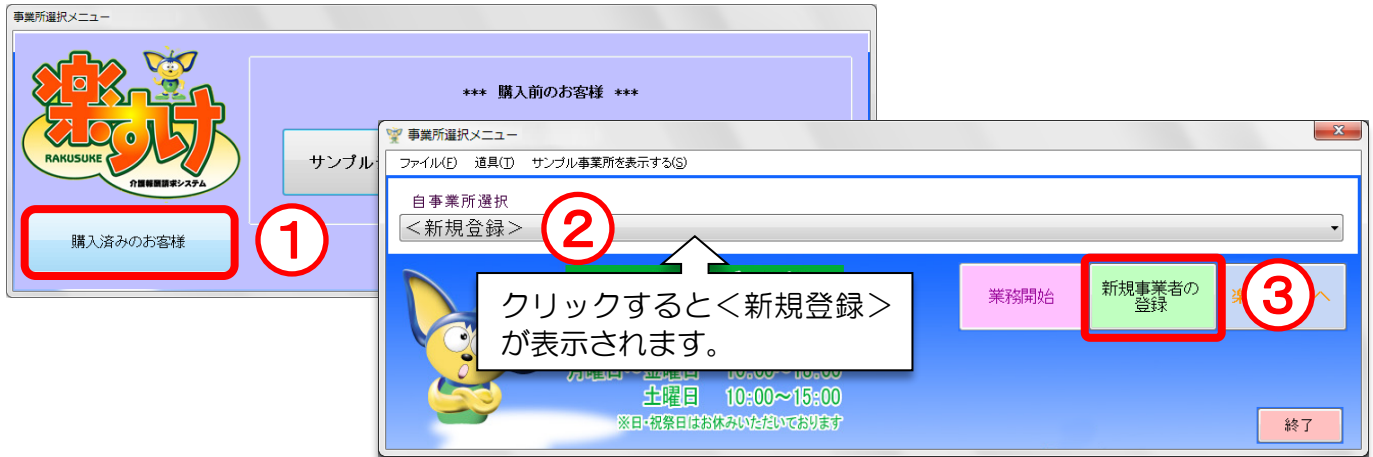 事業所選択メニュー
楽すけ
RAKUSUKE
介護報酬請求システム
*** 購入前のお客様 ***
サンプル
購入済みのお客様
①
事業所選択メニュー
ファイル(F) 道具(T) サンプル事業所を表示する(S)
自事業所選択
＜新規登録＞
②
クリックすると＜新規登録＞
が表示されます。
業務開始
新規事業者の
登録
③
へ
土曜日 10:00～15:00
※日・祝祭日はお休みいただいております
終了